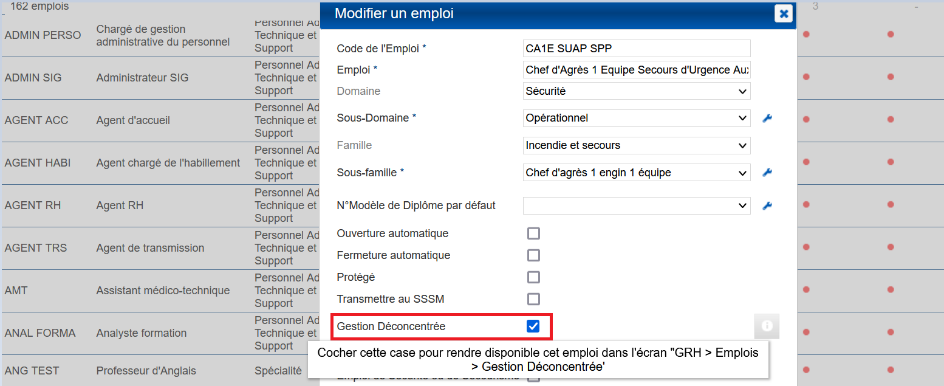 162 emplois
Modifier un emploi
3
-
ADMIN PERSO Chargé de gestion administrative du personnel Personnel Ad Technique et Support
ADMIN SIG Administrateur SIG Personnel Ad Technique et Support
AGENT ACC Agent d'accueil Personnel Ad Technique et Support
AGENT HABI Agent chargé de l'habillement Personnel Ad Technique et Support
AGENT RH Agent RH Personnel Ad Technique et Support
AGENT TRS Agent de transmission Personnel Ad Technique et Support
AMT Assistant médico-technique Personnel Ad Technique et Support
ANAL FORMA Analyste formation Personnel Ad Technique et Support
ANG TEST Professeur d'Anglais Spécialité
Code de l'Emploi * CA1E SUAP SPP
Emploi * Chef d'Agrès 1 Equipe Secours d'Urgence Au
Domaine Sécurité
Sous-Domaine * Opérationnel
Famille Incendie et secours
Sous-famille * Chef d'agrès 1 engin 1 équipe
N°Modèle de Diplôme par défaut
Ouverture automatique
Fermeture automatique
Protégé
Transmettre au SSSM
Gestion Déconcentrée
Cocher cette case pour rendre disponible cet emploi dans l'écran "GRH > Emplois
> Gestion Déconcentrée'